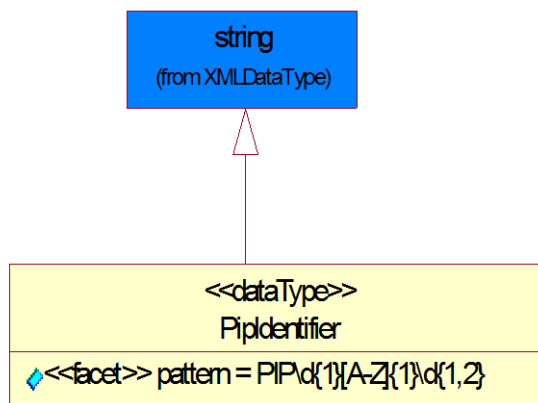 string
(from XMLDataType)
<<dataType>>
PipIdentifier
<<facet>> pattern = PIP\d{1}[A-Z]{1}\d{1,2}